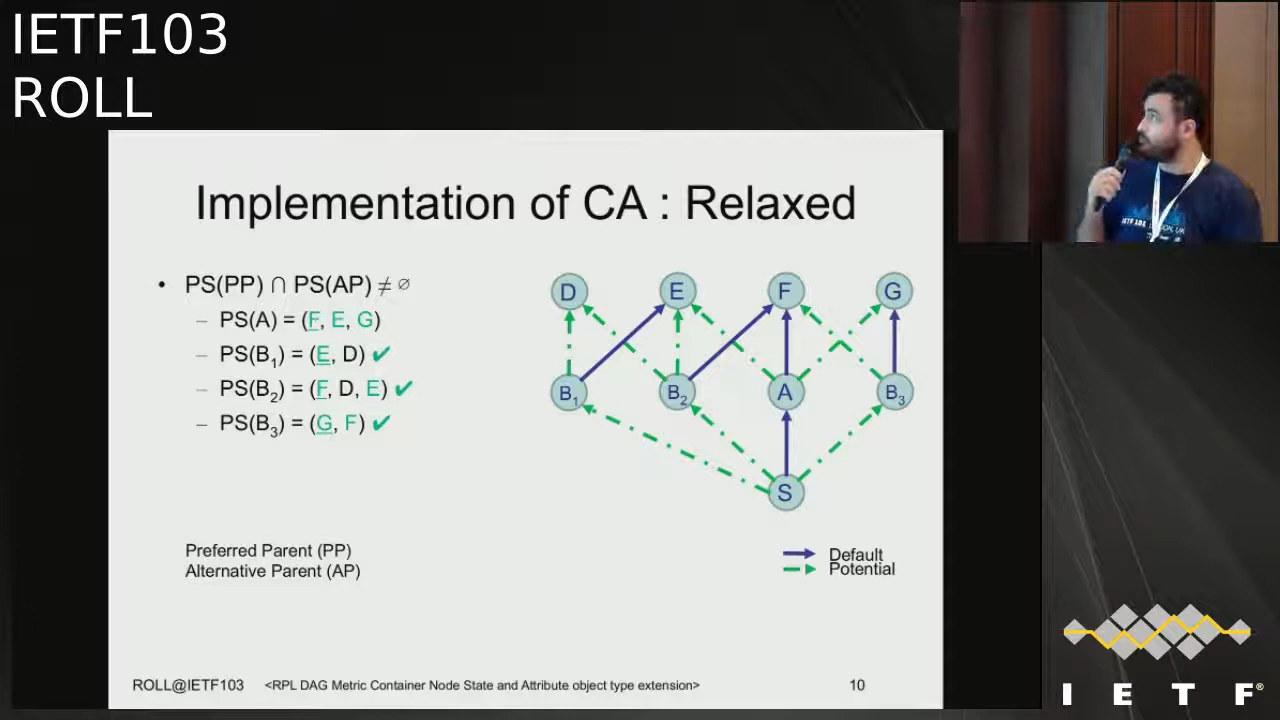 IETF103
ROLL
Implementation of CA : Relaxed
• PS(PP) ∩ PS(AP) ≠ ∅
– PS(A) = (F, E, G)
– PS(B1) = (E, D) ✔
– PS(B2) = (F, D, E) ✔
– PS(B3) = (G, F) ✔
D E F G
B1 B2 A B3
S
Preferred Parent (PP)
Alternative Parent (AP)
Default
Potential
ROLL@IETF103 <RPL DAG Metric Container Node State and Attribute object type extension> 10
IETF 103
I E T F®